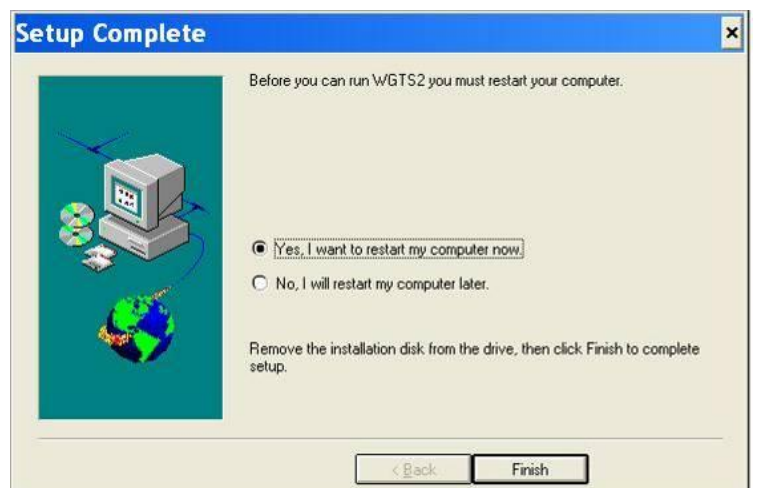 Setup Complete
Before you can run WGTS2 you must restart your computer.
Yes, I want to restart my computer now.
No, I will restart my computer later.
Remove the installation disk from the drive, then click Finish to complete
setup.
< Back
Finish